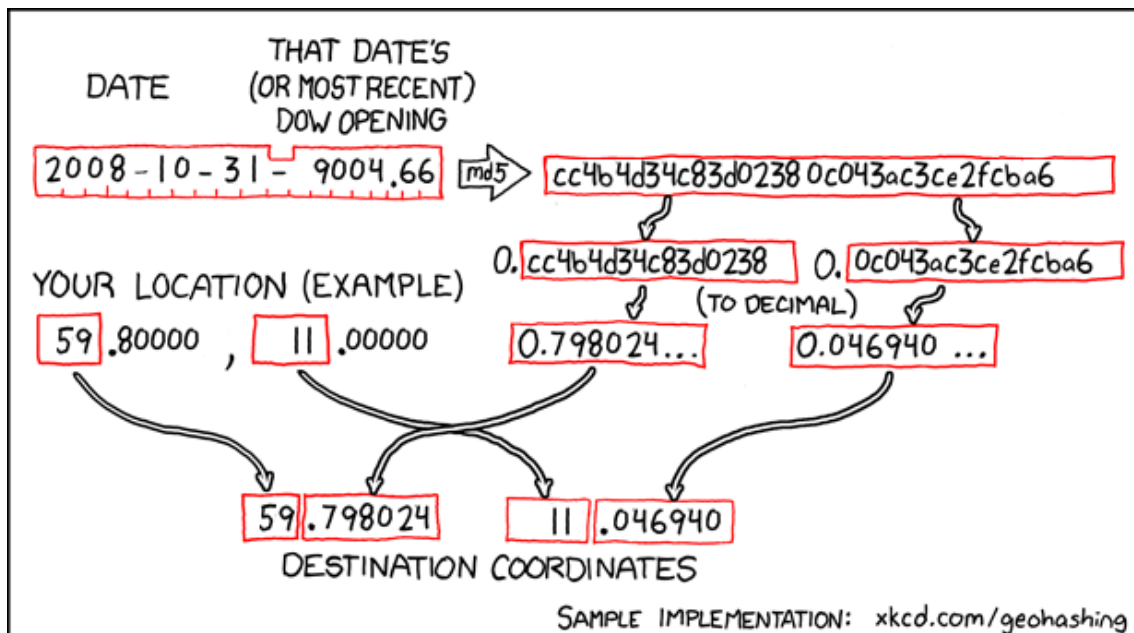 DATE
THAT DATE'S
(OR MOST RECENT)
DOW OPENING
2008-10-31- 9004.66
md5
cc4b4d34c83d02380c043ac3ce2fcba6
0.cc4b4d34c83d0238
0.0c043ac3ce2fcba6
YOUR LOCATION (EXAMPLE)
(TO DECIMAL)
59.80000, 11.00000
0.798024...
0.046940...
59.798024
11.046940
DESTINATION COORDINATES
SAMPLE IMPLEMENTATION: xkcd.com/geohashing